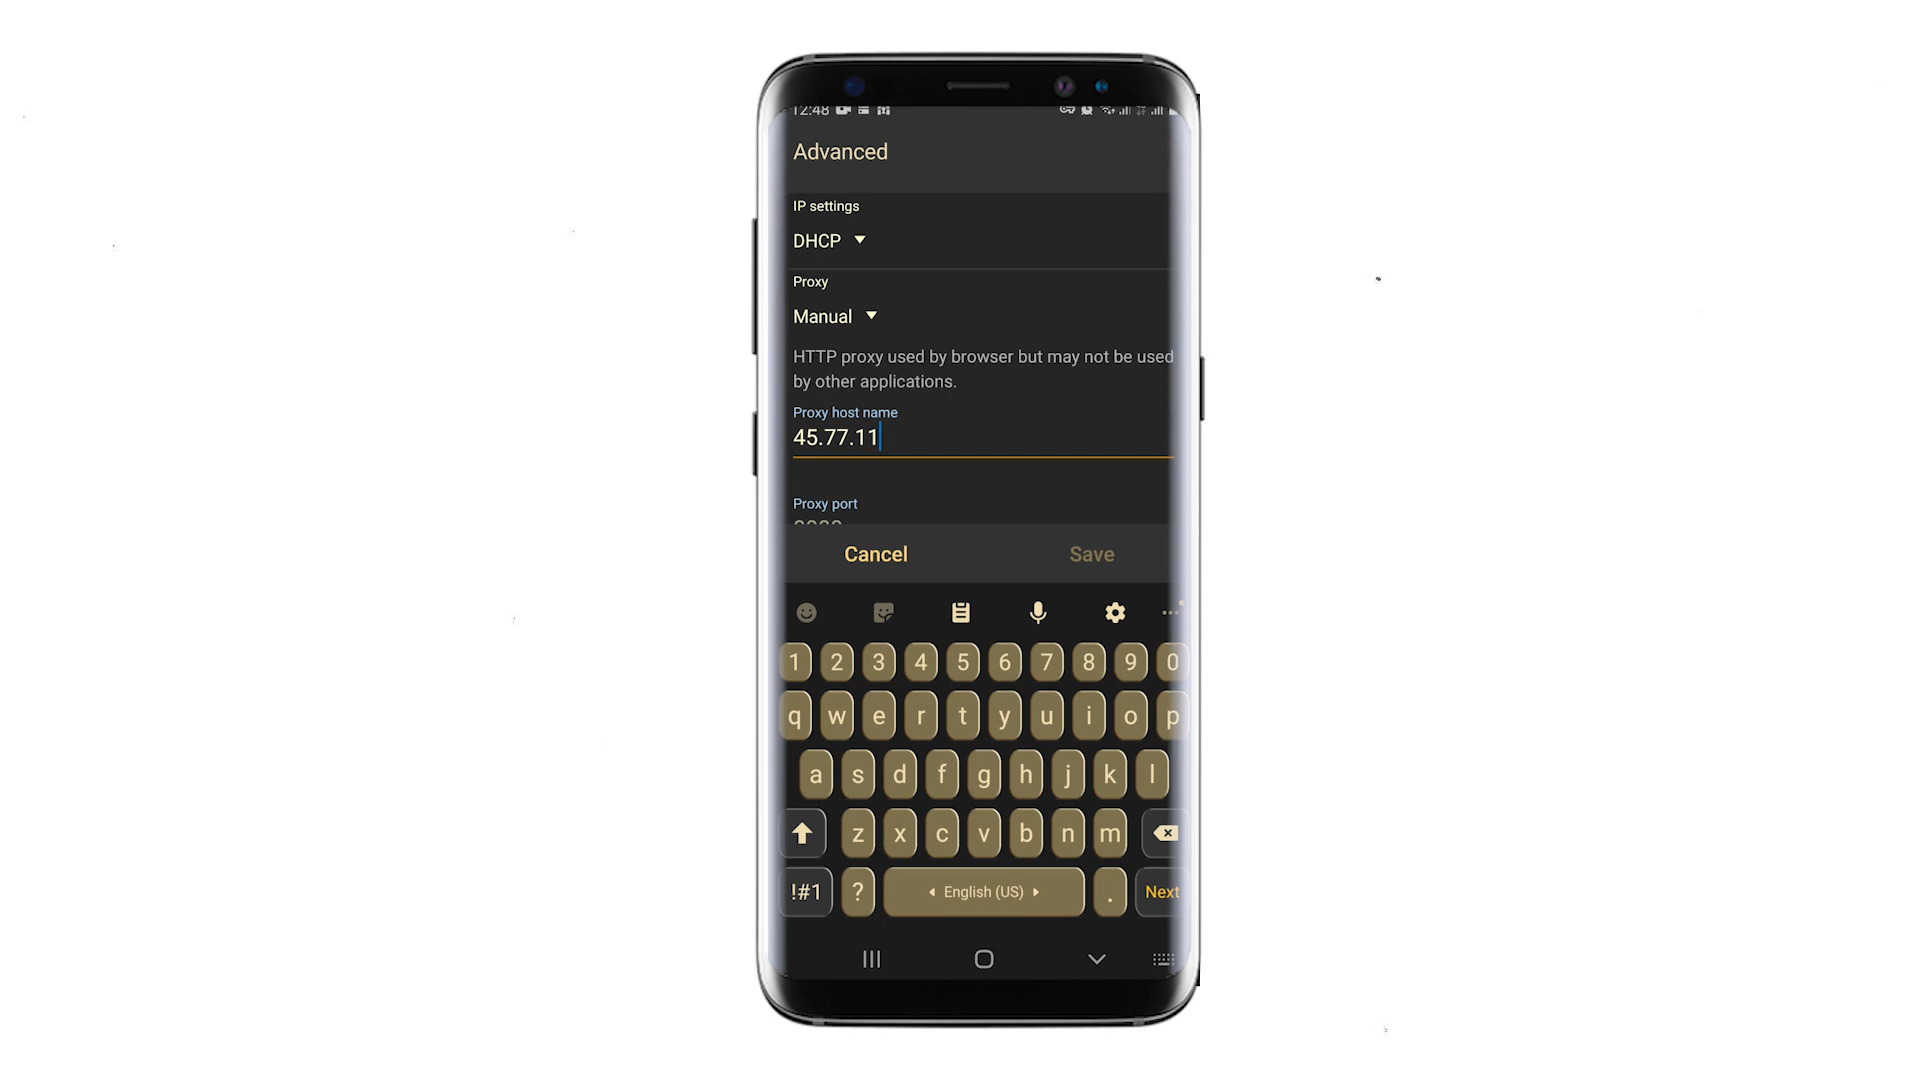 12:48
Advanced
IP settings
DHCP
Proxy
Manual
HTTP proxy used by browser but may not be used
by other applications.
Proxy host name
45.77.11
Proxy port
Cancel
Save
1 2 3 4 5 6 7 8 9 0
q w e r t y u i o p
a s d f g h j k l
z x c v b n m
!#1 ? English (US) . Next